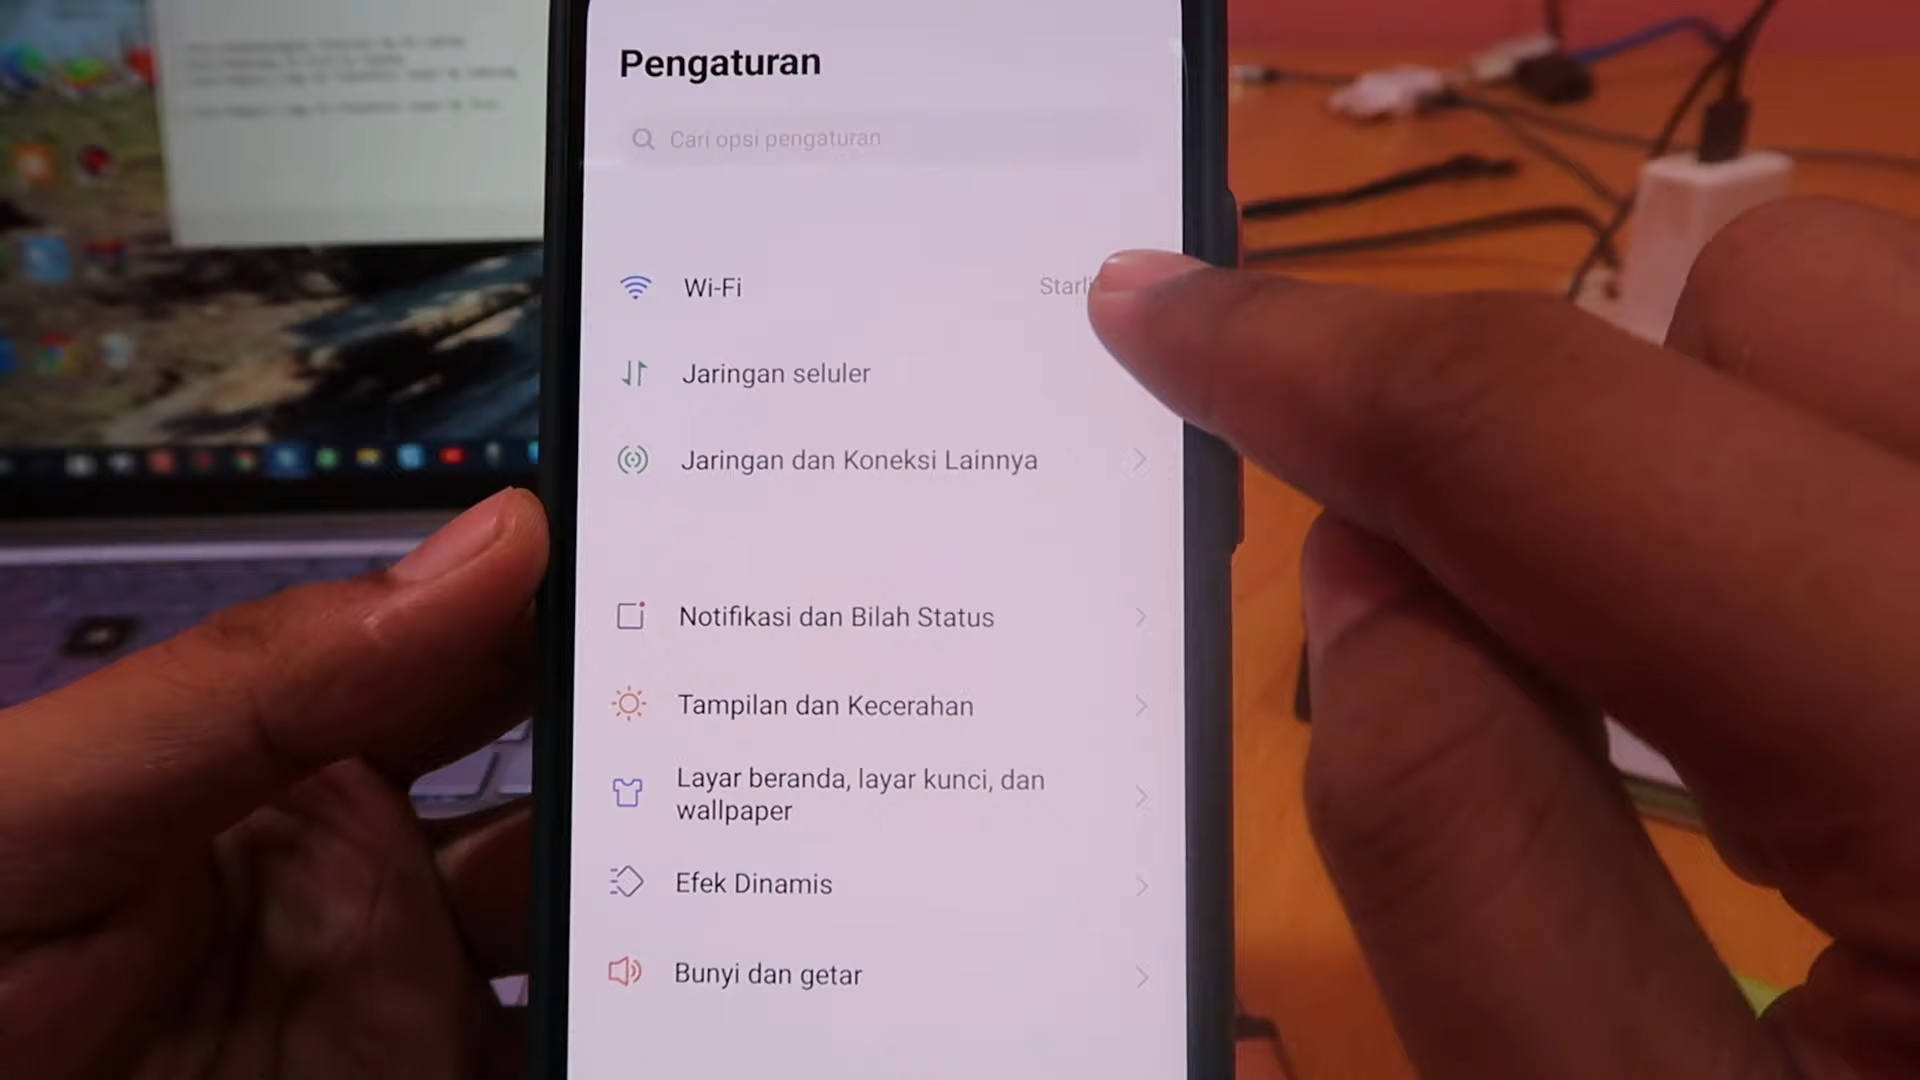 Pengaturan
Cari opsi pengaturan
Wi-Fi
Jaringan seluler
Jaringan dan Koneksi Lainnya
Notifikasi dan Bilah Status
Tampilan dan Kecerahan
Layar beranda, layar kunci, dan
wallpaper
Efek Dinamis
Bunyi dan getar